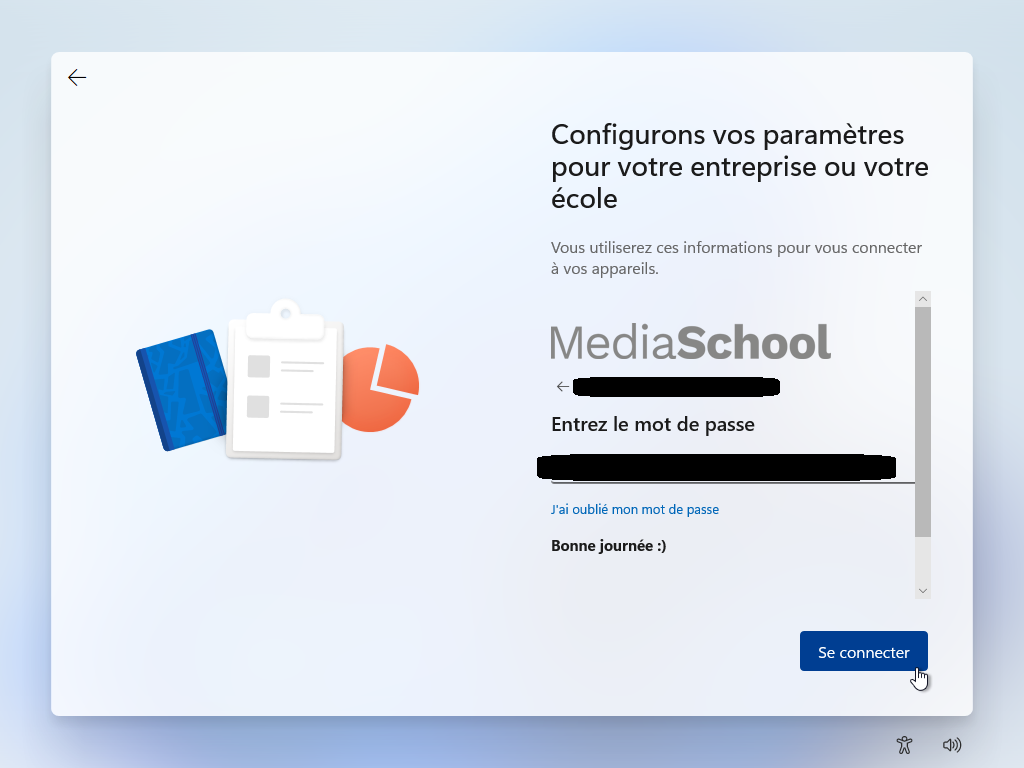 Configurons vos paramètres
pour votre entreprise ou votre
école
Vous utiliserez ces informations pour vous connecter
à vos appareils.
MediaSchool
Entrez le mot de passe
J'ai oublié mon mot de passe
Bonne journée :)
Se connecter